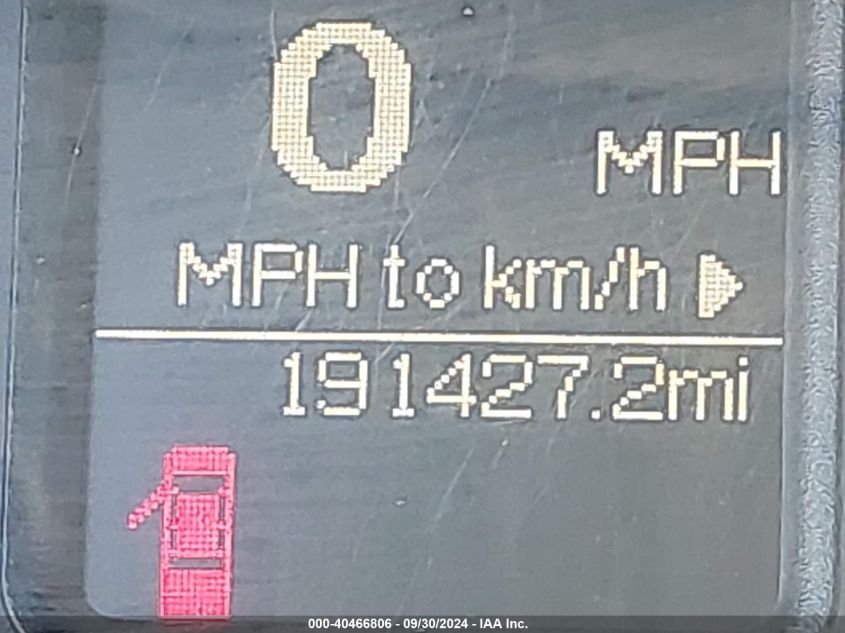 0
MPH
MPH to km/h
191427.2mi
000-40466806 - 09/30/2024 - IAA Inc.